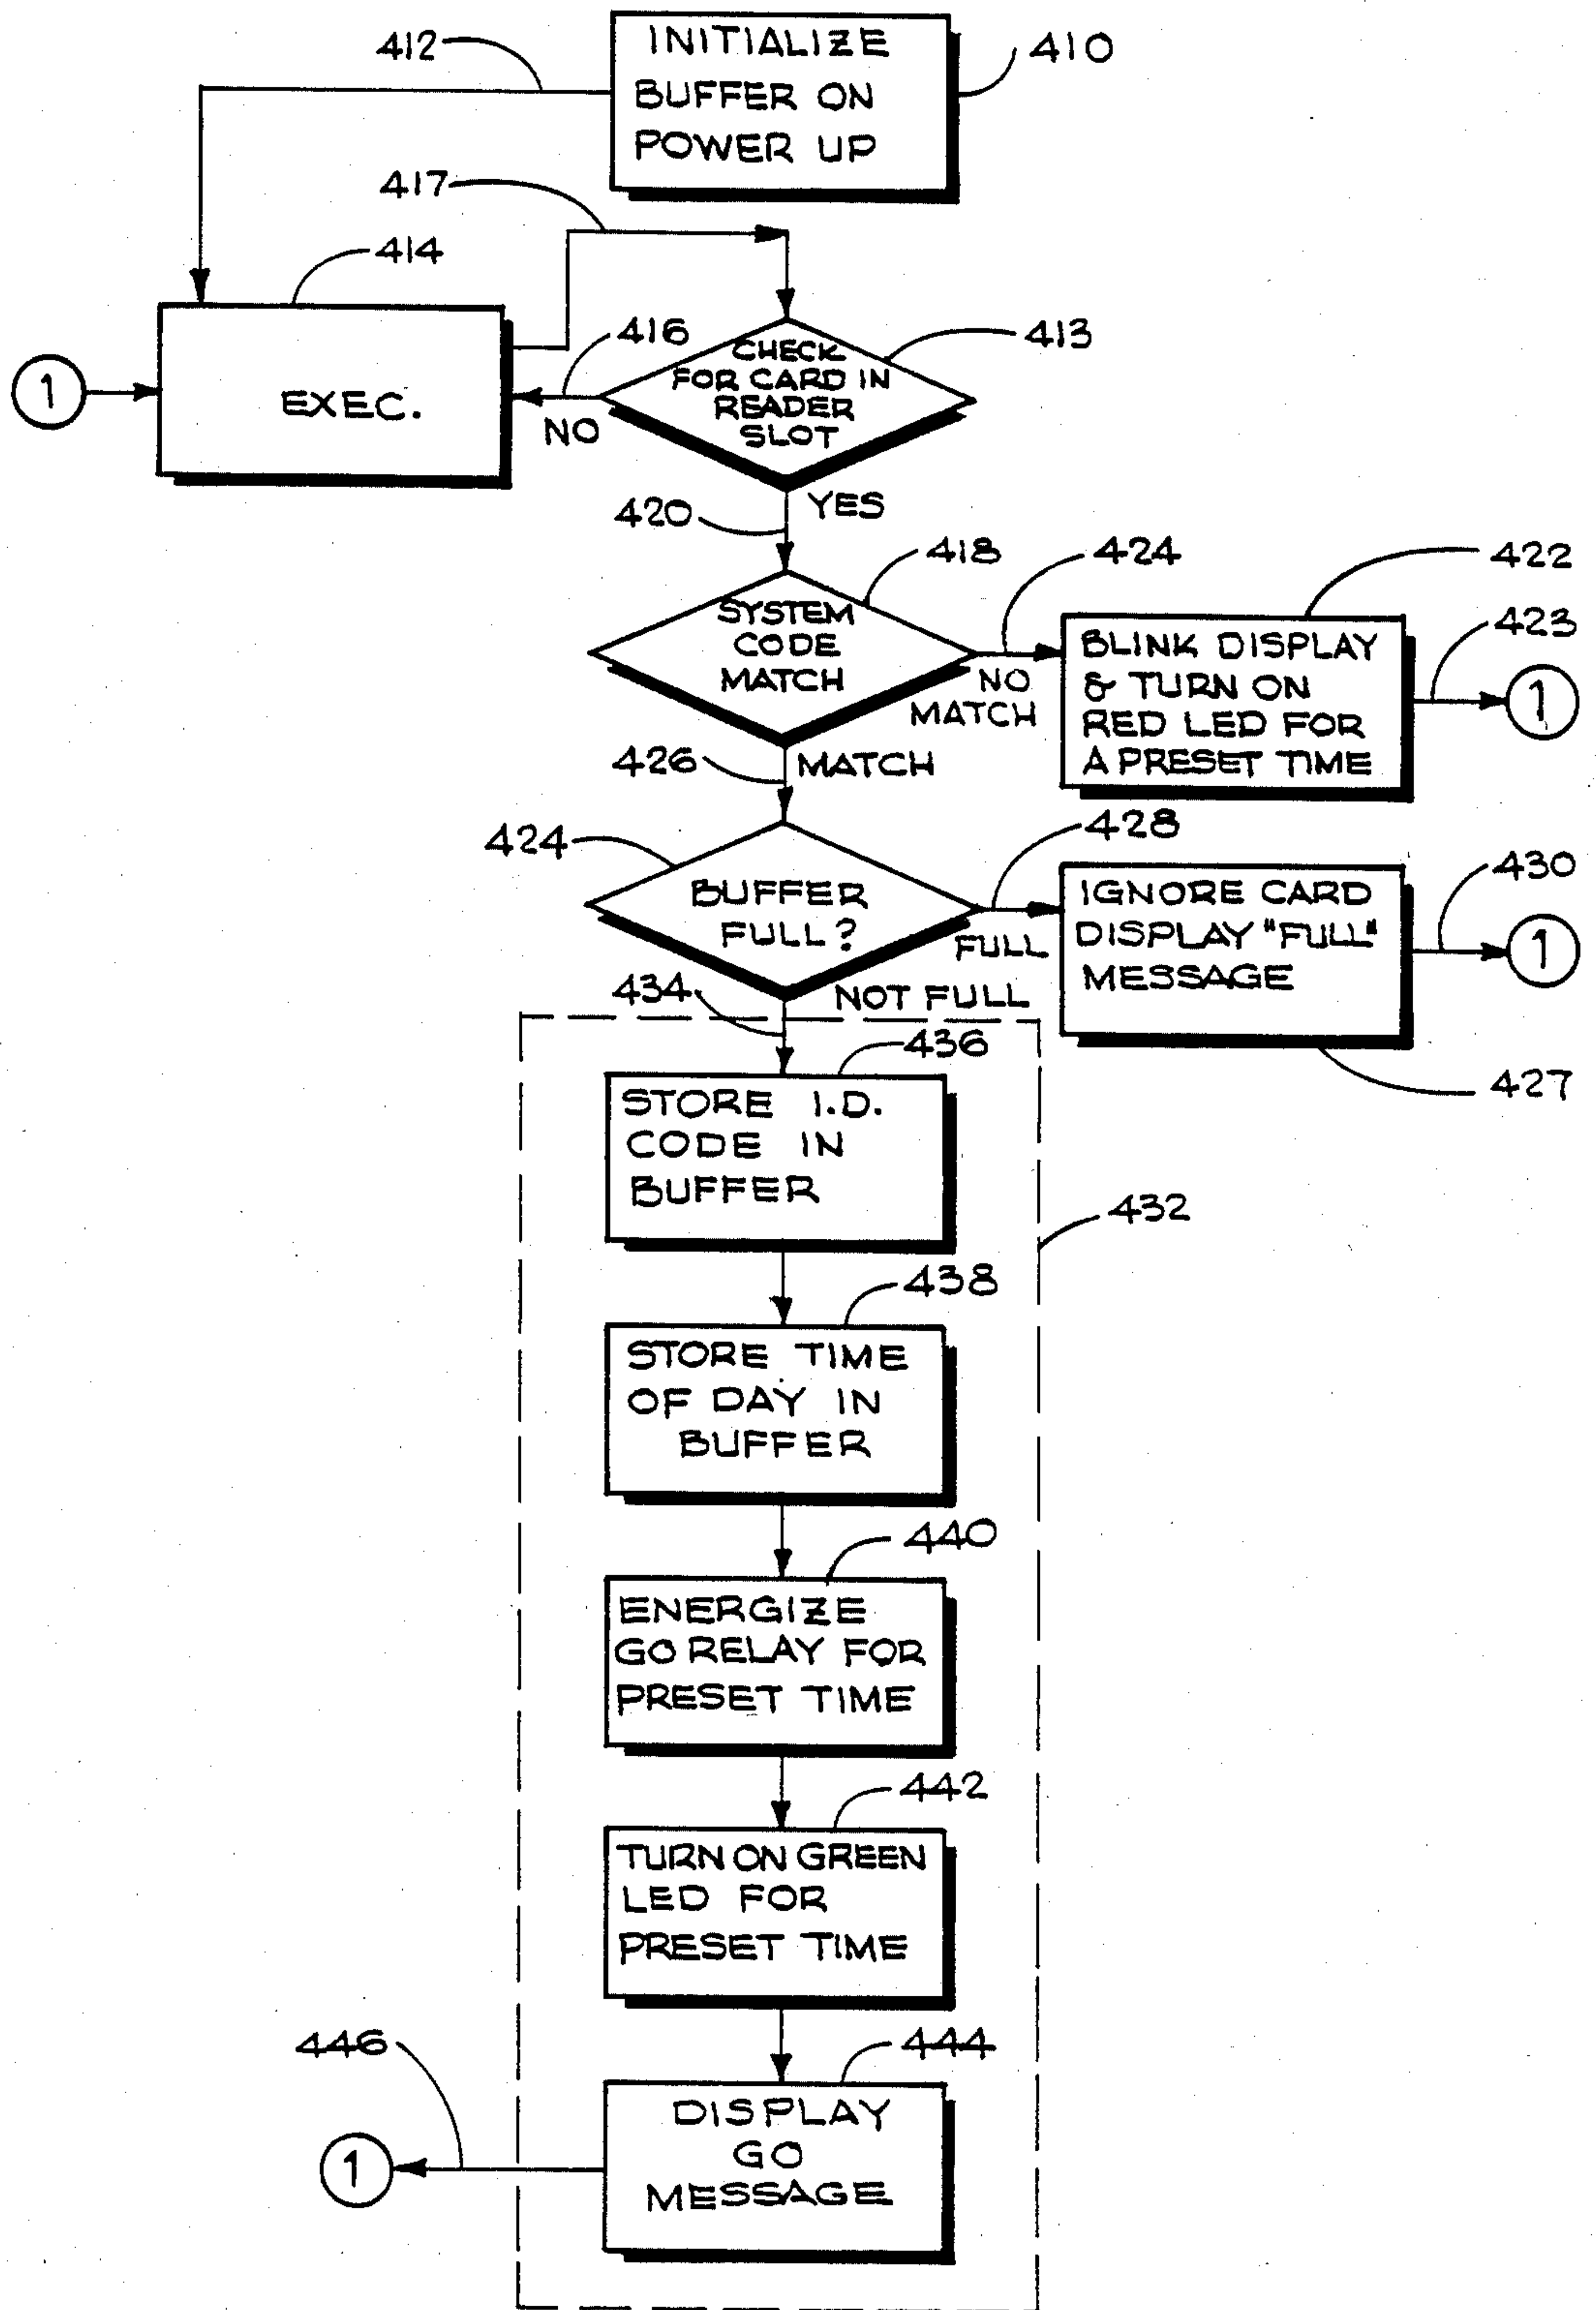 412
INITIALIZE
BUFFER ON
POWER UP
410
417
414
416
413
CHECK
FOR CARD IN
READER
SLOT
1
EXEC.
NO
YES
420
418
424
422
SYSTEM
CODE
MATCH
NO
MATCH
BLINK DISPLAY
& TURN ON
RED LED FOR
A PRESET TIME
423
1
426
MATCH
424
428
BUFFER
FULL?
FULL
IGNORE CARD
DISPLAY "FULL"
MESSAGE
430
1
427
434
NOT FULL
436
STORE I.D.
CODE IN
BUFFER
432
438
STORE TIME
OF DAY IN
BUFFER
440
ENERGIZE
GO RELAY FOR
PRESET TIME
442
TURN ON GREEN
LED FOR
PRESET TIME
446
444
DISPLAY
GO
MESSAGE
1